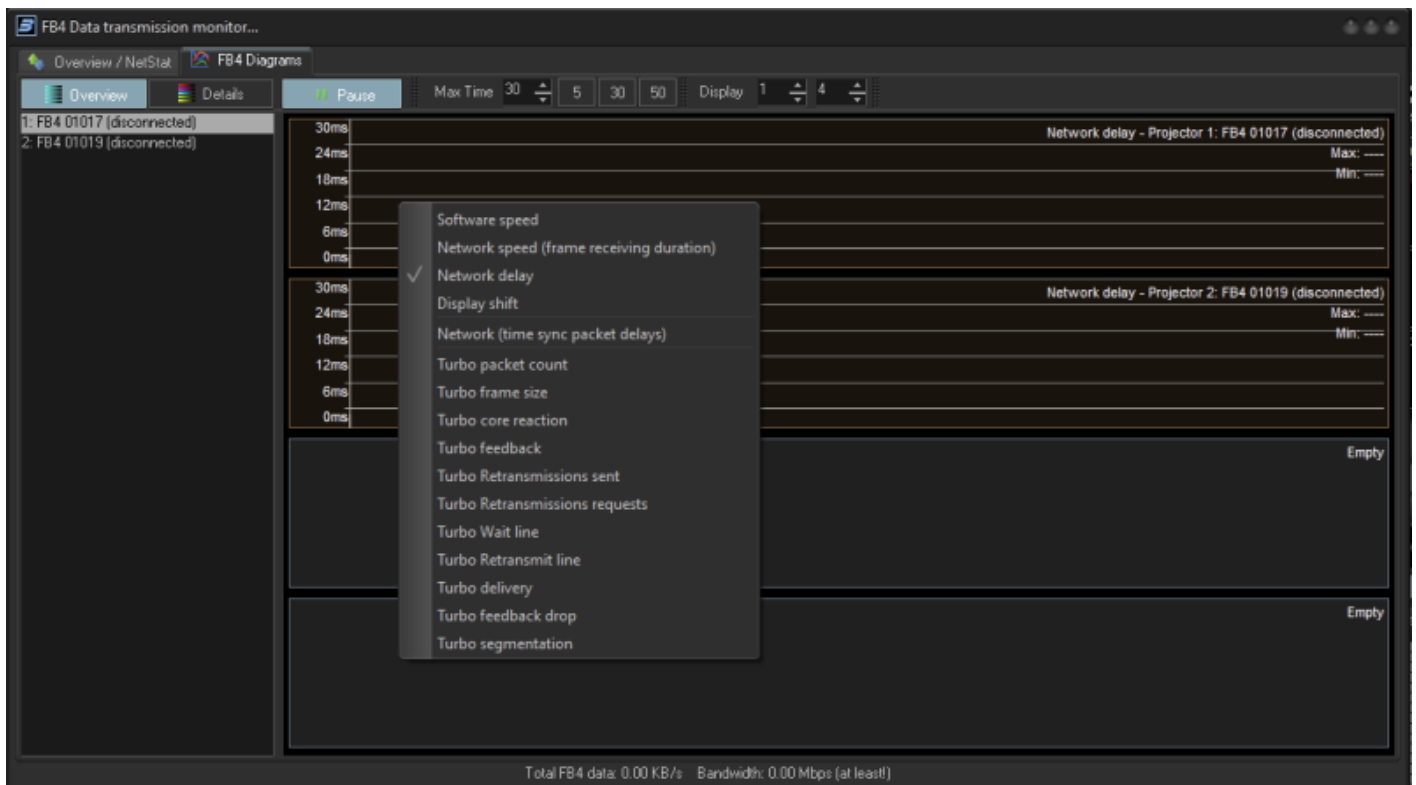 FB4 Data transmission monitor...
Overview / NetStat FB4 Diagrams
Overview Details Pause Max Time 30 5 30 50 Display 1 4
1: FB4 01017 (disconnected)
2: FB4 01019 (disconnected)
30ms
24ms
18ms
12ms
6ms
0ms
Network delay - Projector 1: FB4 01017 (disconnected)
Max: ----
Min: ----
30ms
24ms
18ms
12ms
6ms
0ms
Network delay - Projector 2: FB4 01019 (disconnected)
Max: ----
Min: ----
Empty
Empty
Software speed
Network speed (frame receiving duration)
Network delay
Display shift
Network (time sync packet delays)
Turbo packet count
Turbo frame size
Turbo core reaction
Turbo feedback
Turbo Retransmissions sent
Turbo Retransmissions requests
Turbo Wait line
Turbo Retransmit line
Turbo delivery
Turbo feedback drop
Turbo segmentation
Total FB4 data: 0.00 KB/s Bandwidth: 0.00 Mbps (at least!)